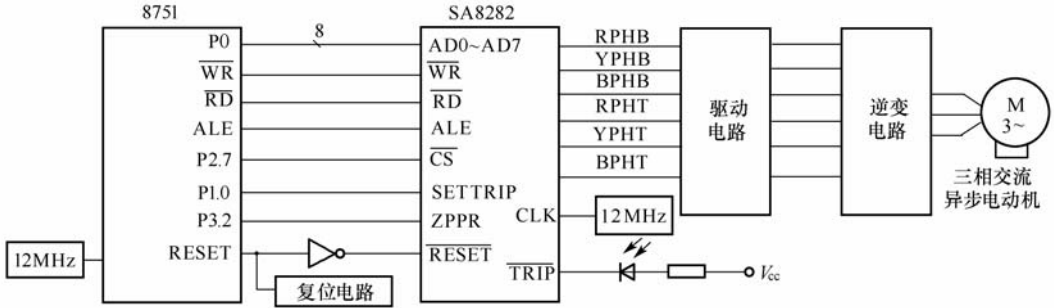 8751
SA8282
P0
8
AD0~AD7
RPHB
WR
WR
YPHB
BPHB
RD
RD
RPHT
驱动
电路
逆变
电路
M
3~
ALE
ALE
YPHT
P2.7
CS
BPHT
三相交流
异步电动机
P1.0
SETTRIP
P3.2
ZPPR
CLK
12MHz
12MHz
RESET
RESET
复位电路
TRIP
Vcc